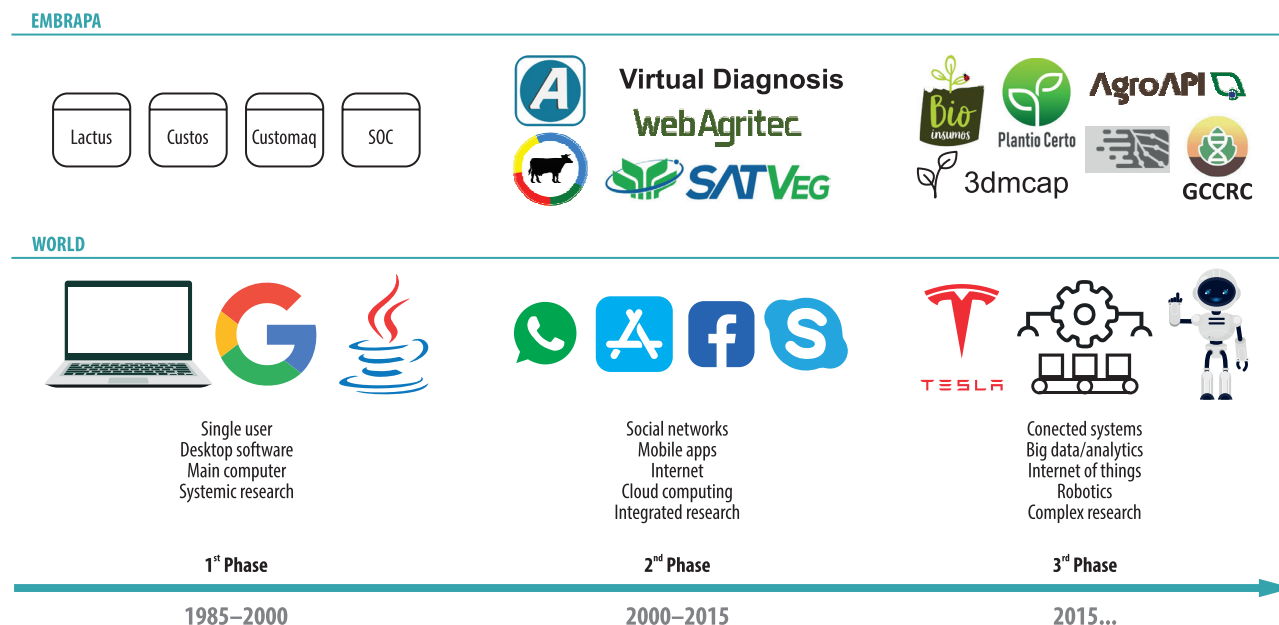 EMBRAPA
Lactus
Custos
Customaq
SOC
A
Virtual Diagnosis
webAgritec
SATVEG
Bio
insumos
Plantio Certo
AgroAPI
3dmcap
GCCRC
WORLD
G
f
S
TESLA
Single user
Desktop software
Main computer
Systemic research
Social networks
Mobile apps
Internet
Cloud computing
Integrated research
Conected systems
Big data/analytics
Internet of things
Robotics
Complex research
1st Phase
2nd Phase
3rd Phase
1985–2000
2000–2015
2015...